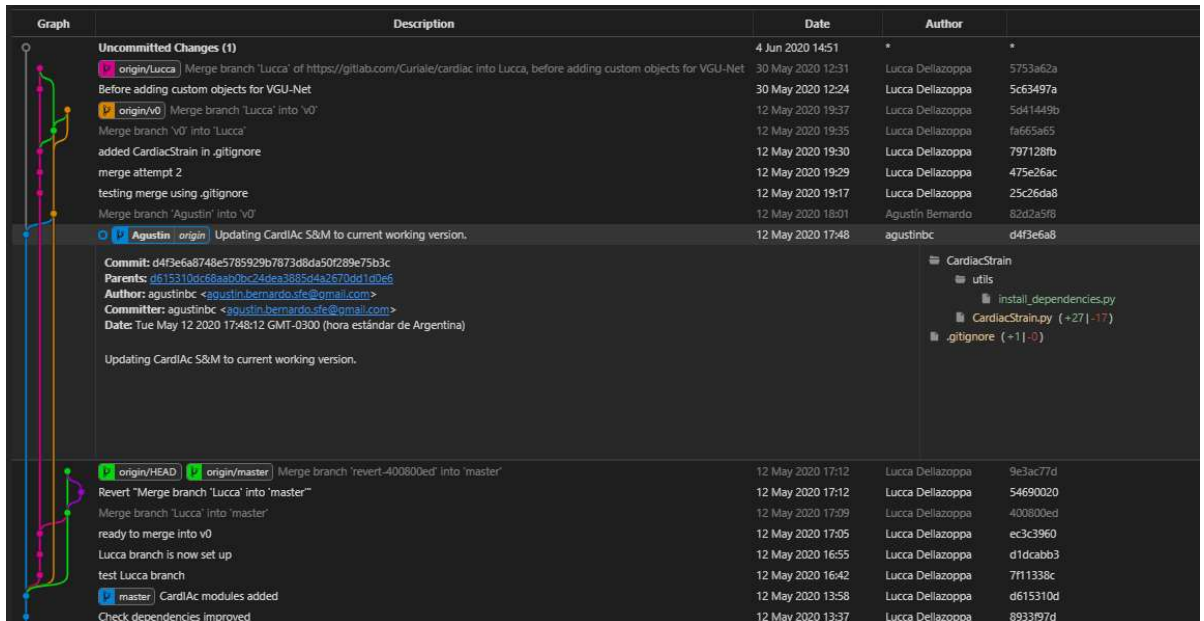 Graph Description Date Author
Uncommitted Changes (1) 4 Jun 2020 14:51 * *
origin/Lucca Merge branch 'Lucca' of https://gitlab.com/Curiale/cardiac into Lucca, before adding custom objects for VGU-Net 30 May 2020 12:31 Lucca Dellazoppa 5753a62a
Before adding custom objects for VGU-Net 30 May 2020 12:24 Lucca Dellazoppa 5c63497a
origin/v0 Merge branch 'Lucca' into 'v0' 12 May 2020 19:37 Lucca Dellazoppa 5d41449b
Merge branch 'v0' into 'Lucca' 12 May 2020 19:35 Lucca Dellazoppa fa665a65
added CardiacStrain in .gitignore 12 May 2020 19:30 Lucca Dellazoppa 797128fb
merge attempt 2 12 May 2020 19:29 Lucca Dellazoppa 475e26ac
testing merge using .gitignore 12 May 2020 19:17 Lucca Dellazoppa 25c26da8
Merge branch 'Agustin' into 'v0' 12 May 2020 18:01 Agustín Bernardo 82d2a5f8
Agustin origin Updating CardIAc S&M to current working version. 12 May 2020 17:48 agustinbc d4f3e6a8
Commit: d4f3e6a8748e5785929b7873d8da50f289e75b3c
Parents: d615310dc68aab0bc24dea3885d4a2670dd1d0e6
Author: agustinbc <agustin.bernardo.sfe@gmail.com>
Committer: agustinbc <agustin.bernardo.sfe@gmail.com>
Date: Tue May 12 2020 17:48:12 GMT-0300 (hora estándar de Argentina)
Updating CardIAc S&M to current working version.
CardiacStrain
utils
install_dependencies.py
CardiacStrain.py (+27|-17)
.gitignore (+1|-0)
origin/HEAD origin/master Merge branch 'revert-400800ed' into 'master' 12 May 2020 17:12 Lucca Dellazoppa 9e3ac77d
Revert "Merge branch 'Lucca' into 'master'" 12 May 2020 17:12 Lucca Dellazoppa 54690020
Merge branch 'Lucca' into 'master' 12 May 2020 17:09 Lucca Dellazoppa 400800ed
ready to merge into v0 12 May 2020 17:05 Lucca Dellazoppa ec3c3960
Lucca branch is now set up 12 May 2020 16:55 Lucca Dellazoppa d1dcabb3
test Lucca branch 12 May 2020 16:42 Lucca Dellazoppa 7f11338c
master CardIAc modules added 12 May 2020 13:58 Lucca Dellazoppa d615310d
Check dependencies improved 12 May 2020 13:37 Lucca Dellazoppa 8933f97d